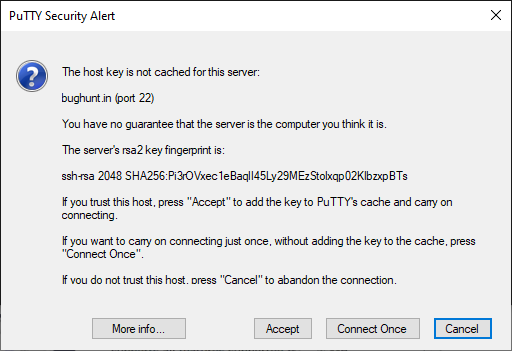 PuTTY Security Alert
The host key is not cached for this server:
bughunt.in (port 22)
You have no guarantee that the server is the computer you think it is.
The server's rsa2 key fingerprint is:
ssh-rsa 2048 SHA256:Pi3rOVxec1eBaqlI45Ly29MEzStolxqp02KlbzxpBTs
If you trust this host, press "Accept" to add the key to PuTTY's cache and carry on
connecting.
If you want to carry on connecting just once, without adding the key to the cache, press
"Connect Once".
If you do not trust this host, press "Cancel" to abandon the connection.
More info...
Accept
Connect Once
Cancel